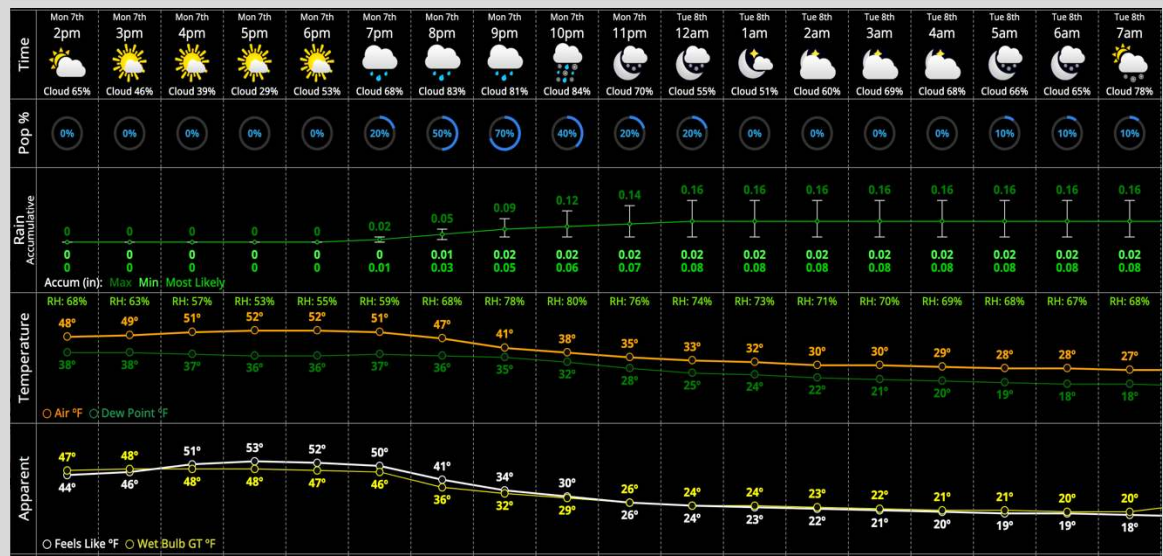 Mon 7th Mon 7th Mon 7th Mon 7th Mon 7th Mon 7th Mon 7th Mon 7th Mon 7th Mon 7th Tue 8th Tue 8th Tue 8th Tue 8th Tue 8th Tue 8th Tue 8th Tue 8th
2pm 3pm 4pm 5pm 6pm 7pm 8pm 9pm 10pm 11pm 12am 1am 2am 3am 4am 5am 6am 7am
Time
Cloud 65% Cloud 46% Cloud 39% Cloud 29% Cloud 53% Cloud 68% Cloud 83% Cloud 81% Cloud 84% Cloud 70% Cloud 55% Cloud 51% Cloud 60% Cloud 69% Cloud 68% Cloud 66% Cloud 65% Cloud 78%
Pop %
0% 0% 0% 0% 0% 20% 50% 70% 40% 20% 20% 0% 0% 0% 0% 10% 10% 10%
Rain
Accumulative
0 0 0 0 0 0.02 0.05 0.09 0.12 0.14 0.16 0.16 0.16 0.16 0.16 0.16 0.16 0.16
0 0 0 0 0 0 0.01 0.02 0.02 0.02 0.02 0.02 0.02 0.02 0.02 0.02 0.02 0.02
0 0 0 0 0 0.01 0.03 0.05 0.06 0.07 0.08 0.08 0.08 0.08 0.08 0.08 0.08 0.08
Accum (in): Max Min Most Likely
Temperature
RH: 68% RH: 63% RH: 57% RH: 53% RH: 55% RH: 59% RH: 68% RH: 78% RH: 80% RH: 76% RH: 74% RH: 73% RH: 71% RH: 70% RH: 69% RH: 68% RH: 67% RH: 68%
48° 49° 51° 52° 52° 51° 47° 41° 38° 35° 33° 32° 30° 30° 29° 28° 28° 27°
38° 38° 37° 36° 36° 37° 36° 35° 32° 28° 25° 24° 22° 21° 20° 19° 18° 18°
Air °F Dew Point °F
Apparent
47° 48° 51° 53° 52° 50° 41° 34° 30° 26° 24° 24° 23° 22° 21° 21° 20° 20°
44° 46° 48° 48° 47° 46° 36° 32° 29° 26° 24° 23° 22° 21° 20° 19° 19° 18°
Feels Like °F Wet Bulb GT °F